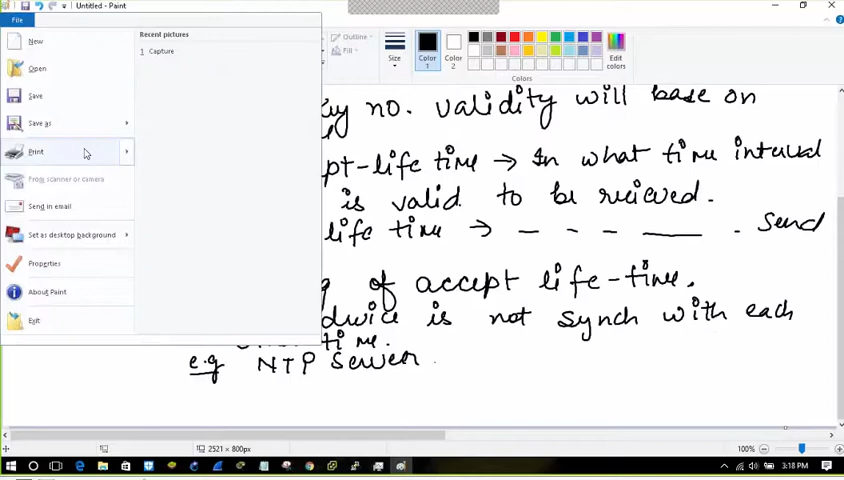 Untitled - Paint
File
New
Open
Save
Save as
Print
From scanner or camera
Send in email
Set as desktop background
Properties
About Paint
Exit
Recent pictures
1 Capture
Outline
Fill
Size
Color 1
Color 2
Edit colors
Colors
key no. validity will base on
pt-life time → In what time interval
is valid to be recieved.
life time → – – – — . Send
of accept life-time.
is not synch with each
time.
e.g NTP Server
2521 × 800px
100%
3:18 PM